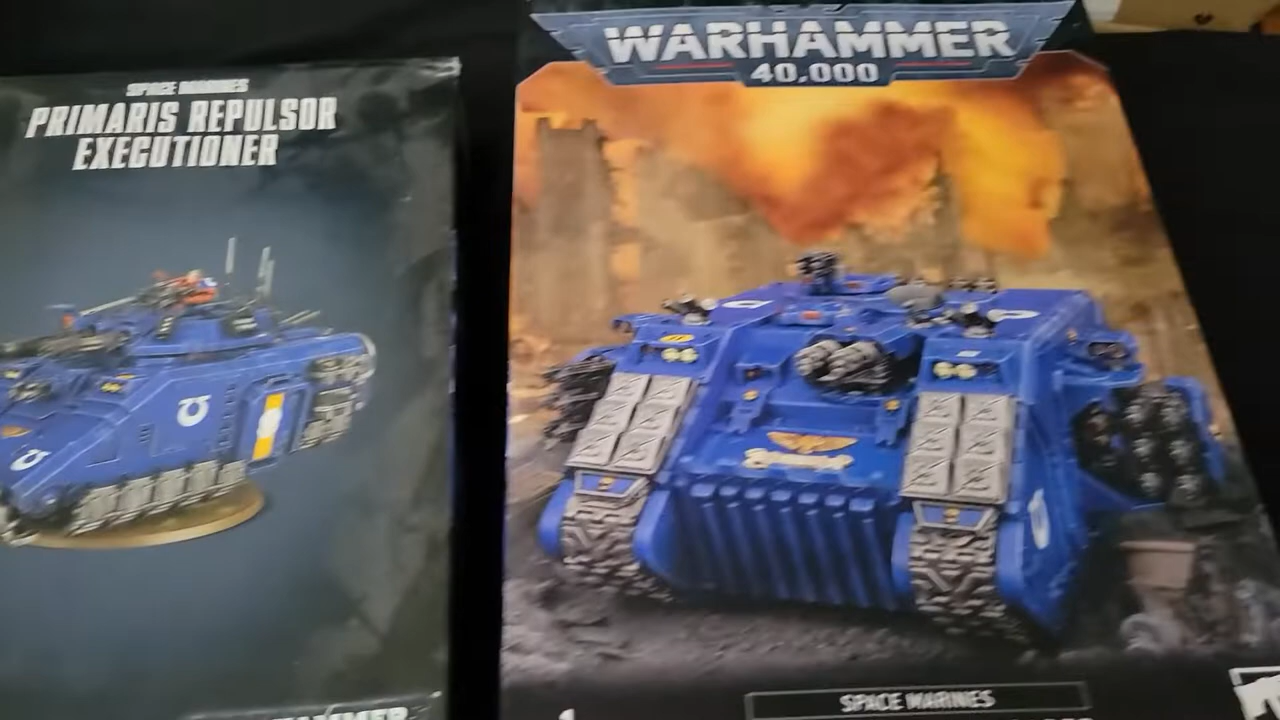 SPACE MARINES
PRIMARIS REPULSOR
EXECUTIONER
WARHAMMER
40,000
SPACE MARINES